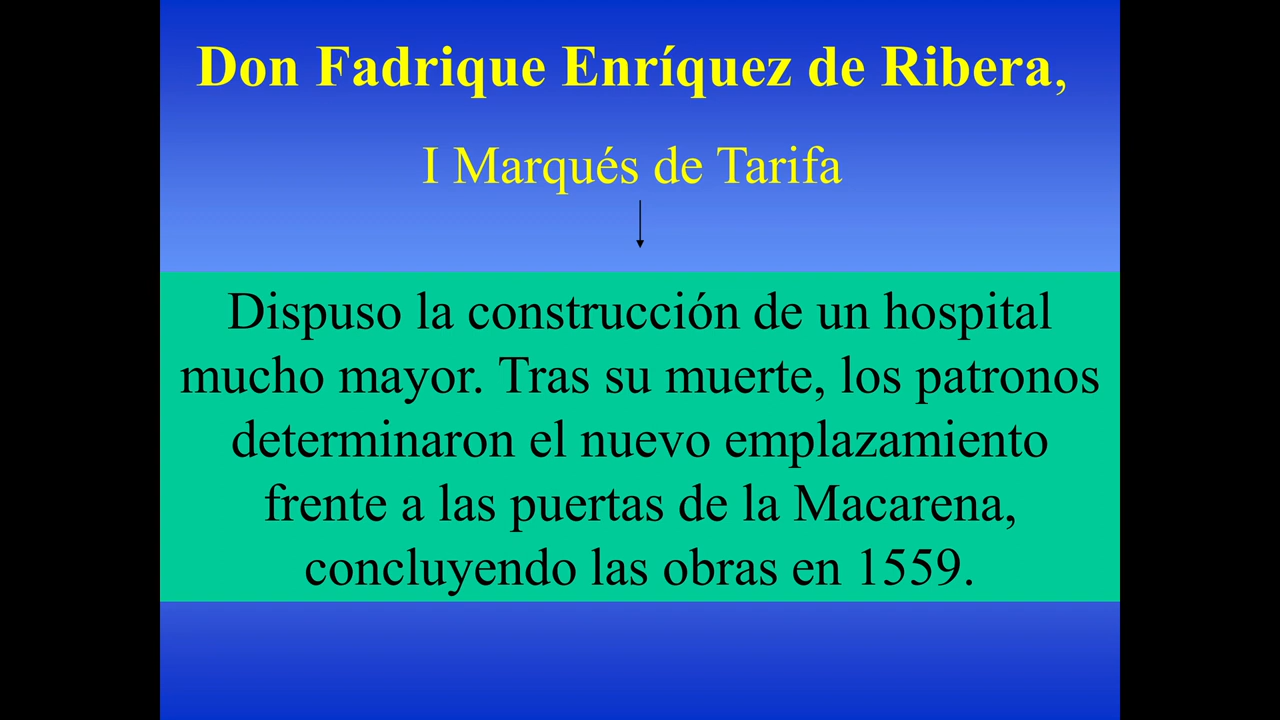 Don Fadrique Enríquez de Ribera,
I Marqués de Tarifa
Dispuso la construcción de un hospital
mucho mayor. Tras su muerte, los patronos
determinaron el nuevo emplazamiento
frente a las puertas de la Macarena,
concluyendo las obras en 1559.